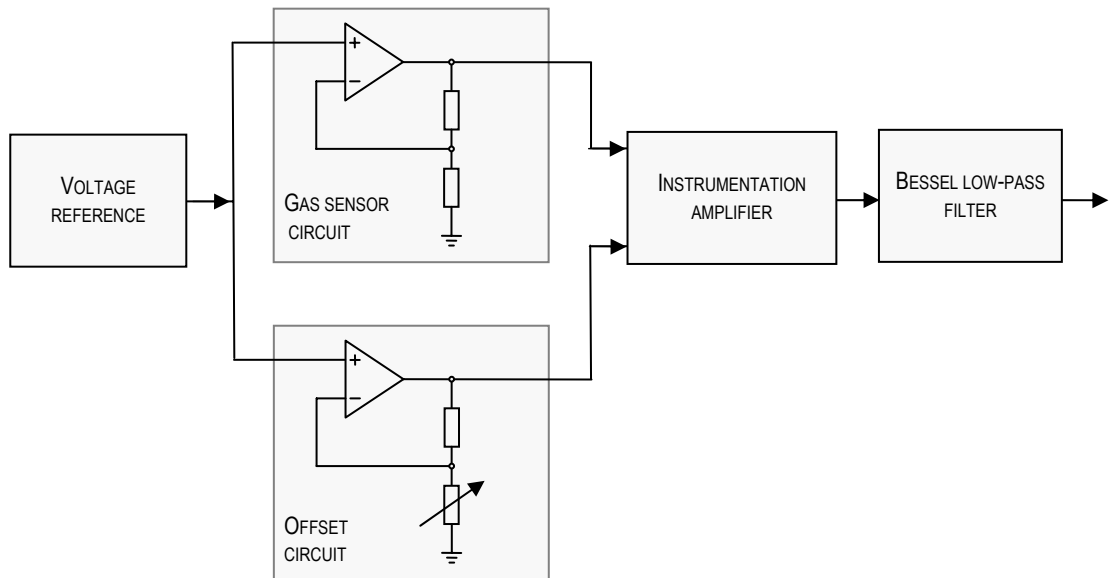 VOLTAGE
REFERENCE
+
−
GAS SENSOR
CIRCUIT
INSTRUMENTATION
AMPLIFIER
BESSEL LOW-PASS
FILTER
+
−
OFFSET
CIRCUIT